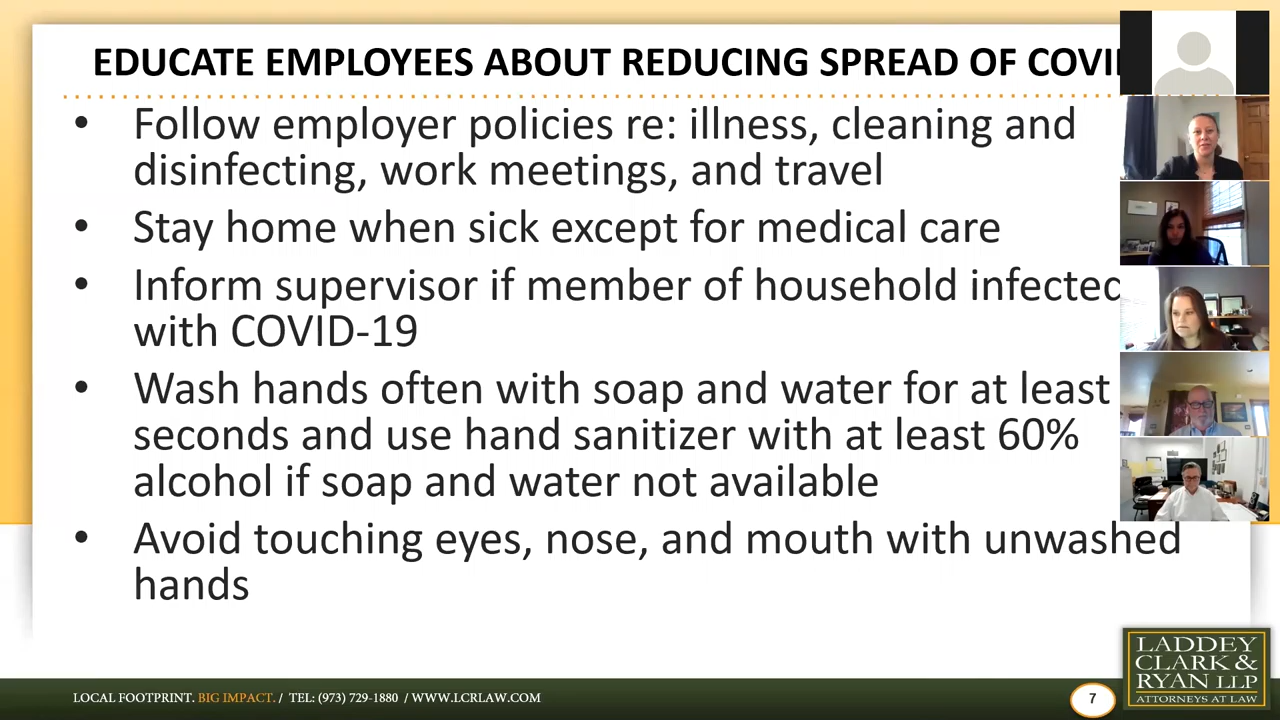 EDUCATE EMPLOYEES ABOUT REDUCING SPREAD OF COVI
• Follow employer policies re: illness, cleaning and
disinfecting, work meetings, and travel
• Stay home when sick except for medical care
• Inform supervisor if member of household infected
with COVID-19
• Wash hands often with soap and water for at least
seconds and use hand sanitizer with at least 60%
alcohol if soap and water not available
• Avoid touching eyes, nose, and mouth with unwashed
hands
LOCAL FOOTPRINT. BIG IMPACT. / TEL: (973) 729-1880 / WWW.LCRLAW.COM
7
LADDEY
CLARK &
RYAN LLP
ATTORNEYS AT LAW